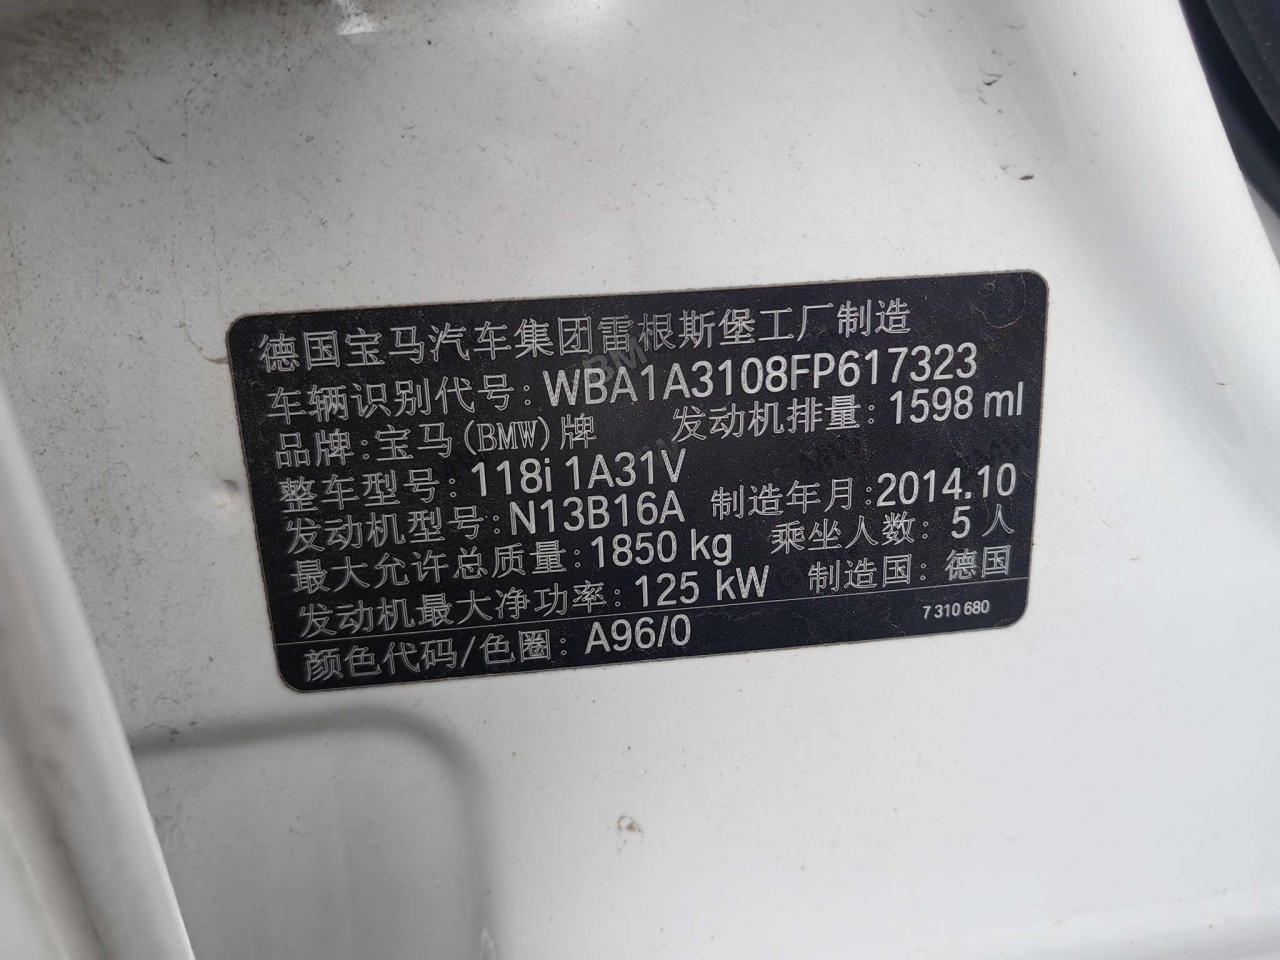 德国宝马汽车集团雷根斯堡工厂制造
车辆识别代号: WBA1A3108FP617323
品牌: 宝马(BMW)牌 发动机排量: 1598 ml
整车型号: 118i 1A31V
发动机型号: N13B16A 制造年月: 2014.10
最大允许总质量: 1850 kg 乘坐人数: 5 人
发动机最大净功率: 125 kW 制造国: 德国
7 310 680
颜色代码/色圈: A96/0